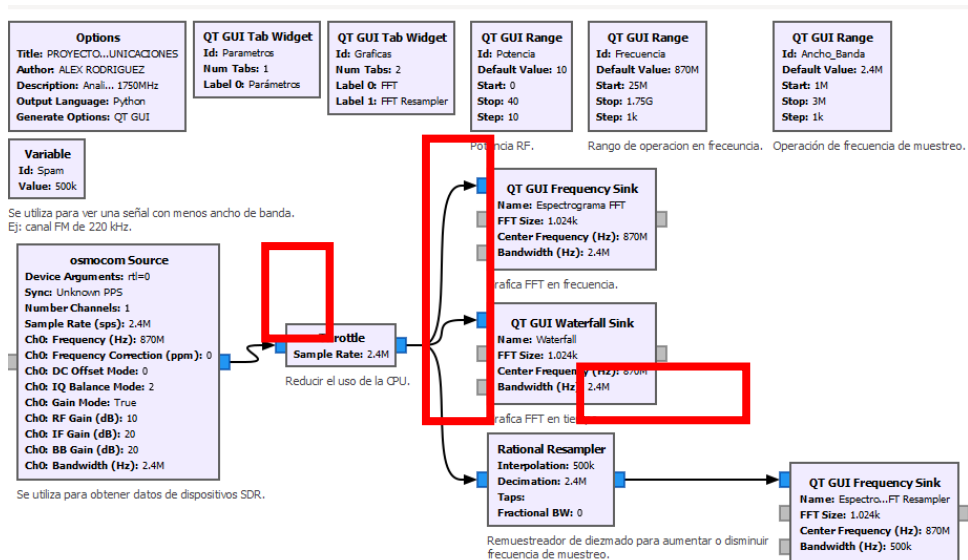 Options
Title: PROYECTO...UNICACIONES
Author: ALEX RODRIGUEZ
Description: Anali... 1750MHz
Output Language: Python
Generate Options: QT GUI
QT GUI Tab Widget
Id: Parametros
Num Tabs: 1
Label 0: Parámetros
QT GUI Tab Widget
Id: Graficas
Num Tabs: 2
Label 0: FFT
Label 1: FFT Resampler
QT GUI Range
Id: Potencia
Default Value: 10
Start: 0
Stop: 40
Step: 10
Potencia RF.
QT GUI Range
Id: Frecuencia
Default Value: 870M
Start: 25M
Stop: 1.75G
Step: 1k
Rango de operacion en freceuncia.
QT GUI Range
Id: Ancho_Banda
Default Value: 2.4M
Start: 1M
Stop: 3M
Step: 1k
Operación de frecuencia de muestreo.
Variable
Id: Spam
Value: 500k
Se utiliza para ver una señal con menos ancho de banda.
Ej: canal FM de 220 kHz.
osmocom Source
Device Arguments: rtl=0
Sync: Unknown PPS
Number Channels: 1
Sample Rate (sps): 2.4M
Ch0: Frequency (Hz): 870M
Ch0: Frequency Correction (ppm): 0
Ch0: DC Offset Mode: 0
Ch0: IQ Balance Mode: 2
Ch0: Gain Mode: True
Ch0: RF Gain (dB): 10
Ch0: IF Gain (dB): 20
Ch0: BB Gain (dB): 20
Ch0: Bandwidth (Hz): 2.4M
Se utiliza para obtener datos de dispositivos SDR.
Throttle
Sample Rate: 2.4M
Reducir el uso de la CPU.
QT GUI Frequency Sink
Name: Espectrograma FFT
FFT Size: 1.024k
Center Frequency (Hz): 870M
Bandwidth (Hz): 2.4M
rafica FFT en frecuencia.
QT GUI Waterfall Sink
Name: Waterfall
FFT Size: 1.024k
Center Frequency (Hz): 870M
Bandwidth (Hz): 2.4M
rafica FFT en
Rational Resampler
Interpolation: 500k
Decimation: 2.4M
Taps:
Fractional BW: 0
Remuestreador de diezmado para aumentar o disminuir
frecuencia de muestreo.
QT GUI Frequency Sink
Name: Espectro...FT Resampler
FFT Size: 1.024k
Center Frequency (Hz): 870M
Bandwidth (Hz): 500k